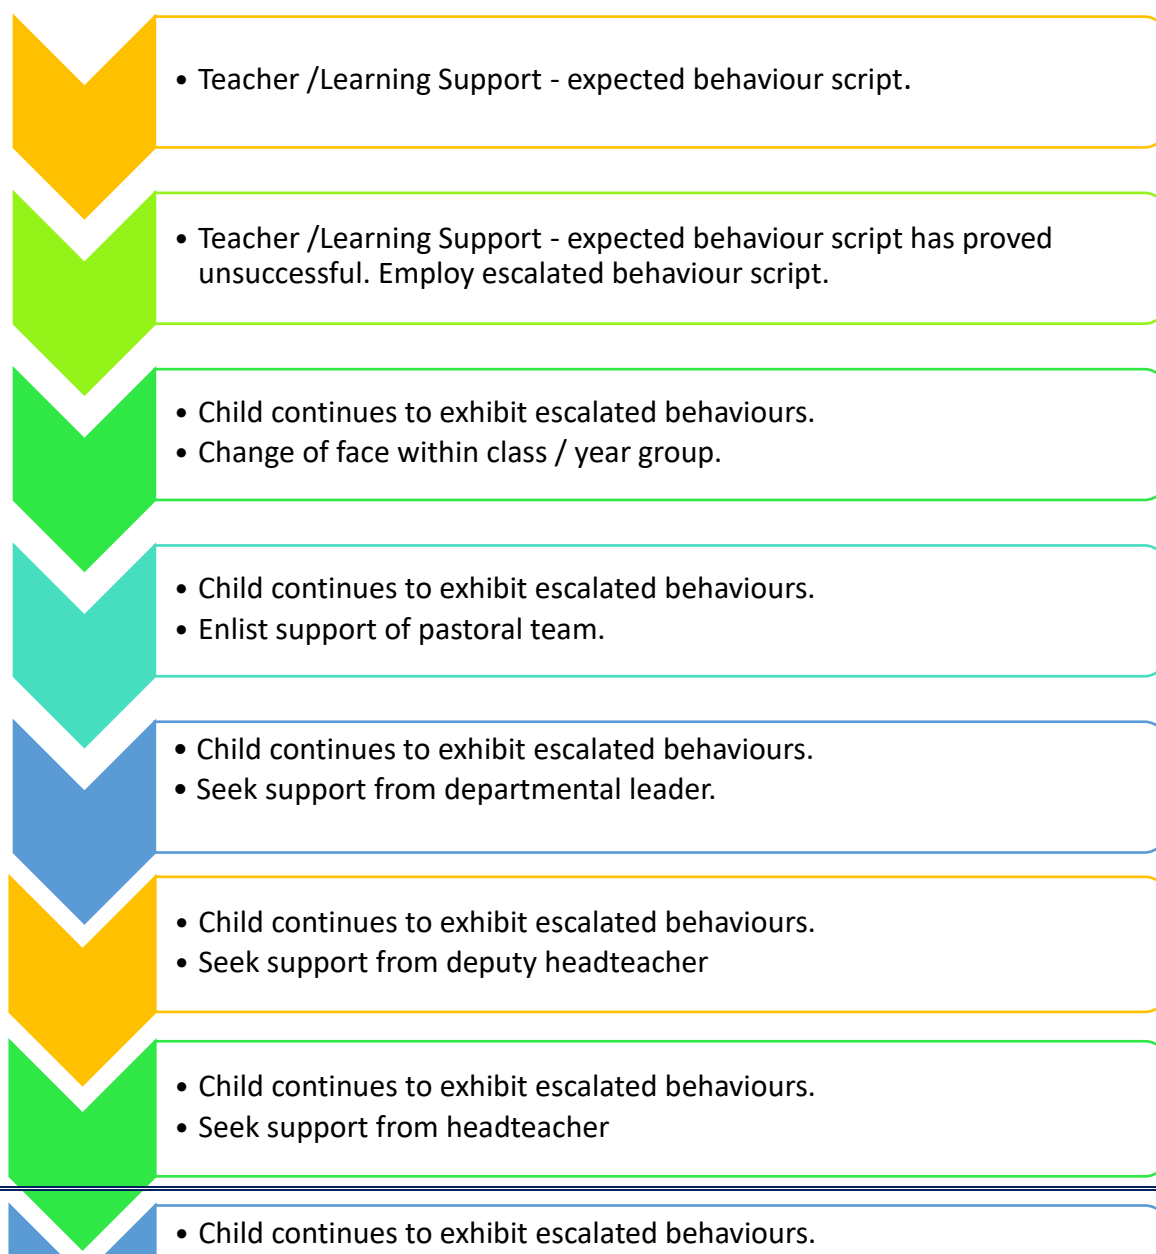 • Teacher /Learning Support - expected behaviour script.
• Teacher /Learning Support - expected behaviour script has proved
unsuccessful. Employ escalated behaviour script.
• Child continues to exhibit escalated behaviours.
• Change of face within class / year group.
• Child continues to exhibit escalated behaviours.
• Enlist support of pastoral team.
• Child continues to exhibit escalated behaviours.
• Seek support from departmental leader.
• Child continues to exhibit escalated behaviours.
• Seek support from deputy headteacher
• Child continues to exhibit escalated behaviours.
• Seek support from headteacher
• Child continues to exhibit escalated behaviours.